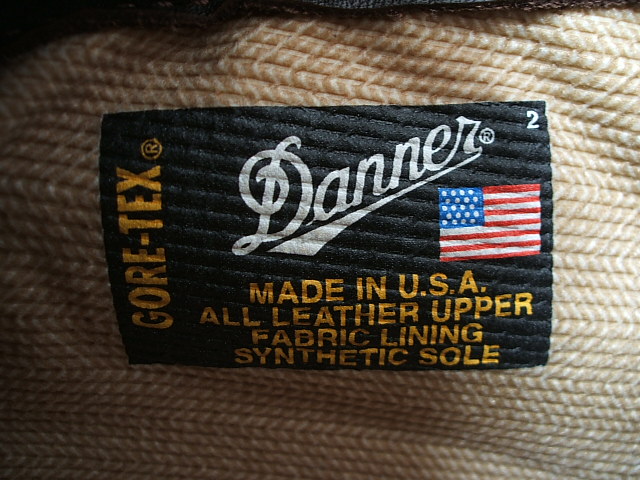 2
Danner®
GORE-TEX®
MADE IN U.S.A.
ALL LEATHER UPPER
FABRIC LINING
SYNTHETIC SOLE